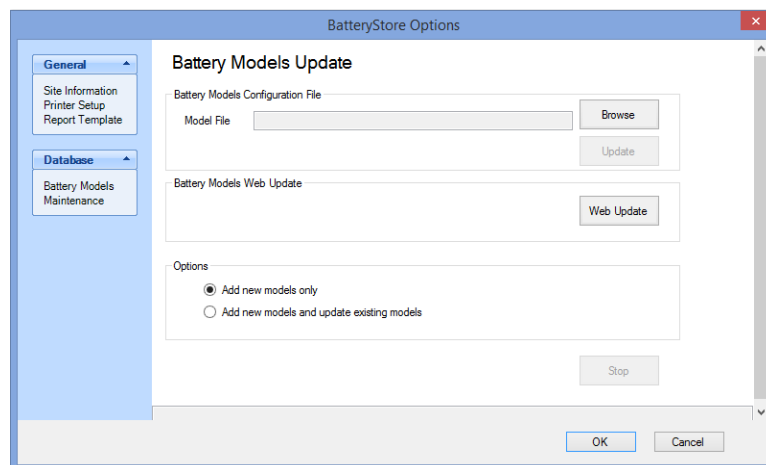 BatteryStore Options
General
Site Information
Printer Setup
Report Template
Database
Battery Models
Maintenance
Battery Models Update
Battery Models Configuration File
Model File
Browse
Update
Battery Models Web Update
Web Update
Options
Add new models only
Add new models and update existing models
Stop
OK
Cancel